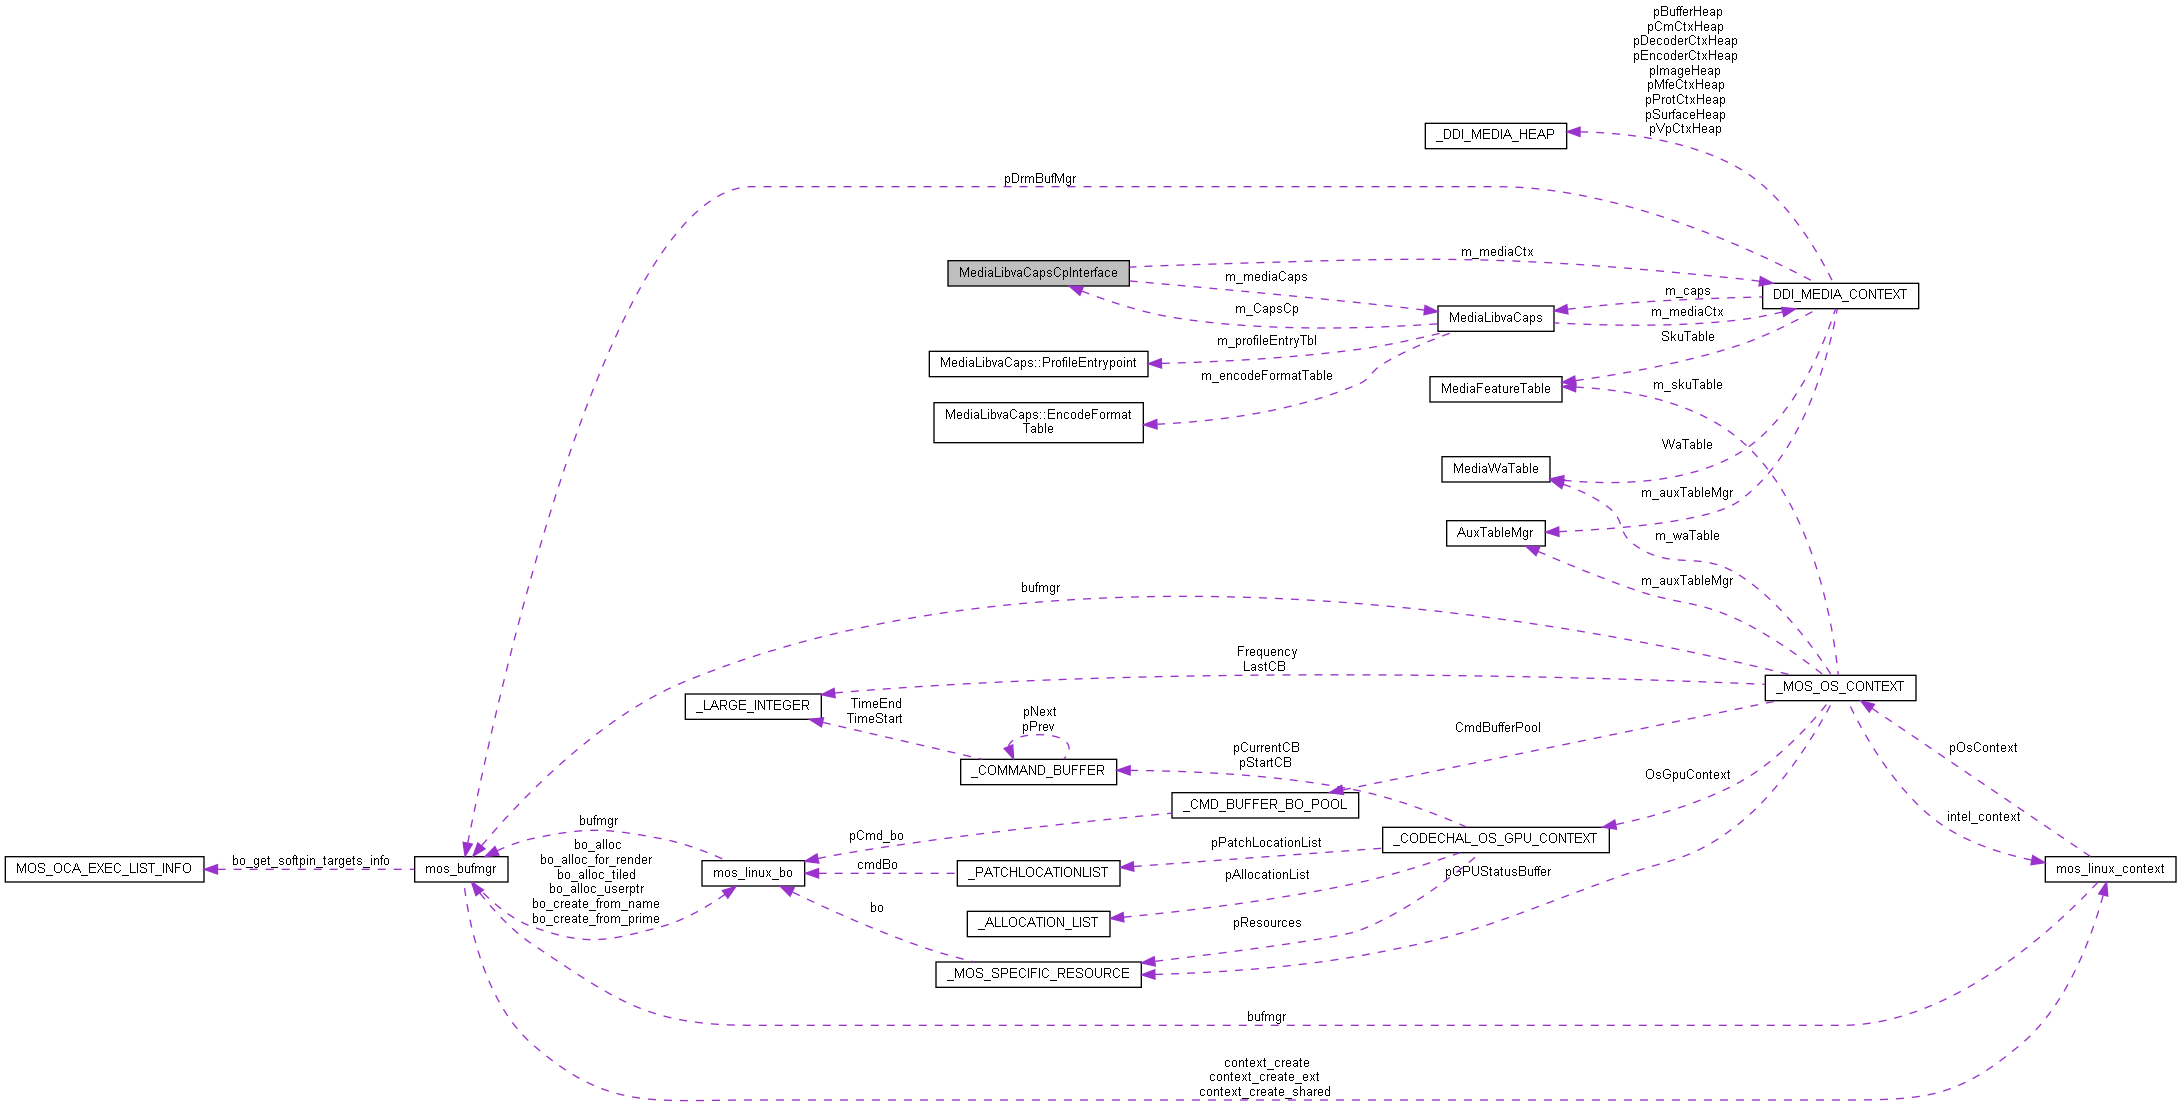 pBufferHeap
pCmCtxHeap
pDecoderCtxHeap
pEncoderCtxHeap
pImageHeap
pMfeCtxHeap
pProtCtxHeap
pSurfaceHeap
pVpCtxHeap
_DDI_MEDIA_HEAP
pDrmBufMgr
m_mediaCtx
MediaLibvaCapsCpInterface
m_mediaCaps
m_caps
DDI_MEDIA_CONTEXT
m_CapsCp
MediaLibvaCaps
m_mediaCtx
m_profileEntryTbl
SkuTable
MediaLibvaCaps::ProfileEntrypoint
m_encodeFormatTable
MediaFeatureTable
m_skuTable
MediaLibvaCaps::EncodeFormat
Table
WaTable
MediaWaTable
m_auxTableMgr
AuxTableMgr
m_waTable
m_auxTableMgr
bufmgr
Frequency
LastCB
_MOS_OS_CONTEXT
_LARGE_INTEGER
TimeEnd
TimeStart
pNext
pPrev
CmdBufferPool
pCurrentCB
pStartCB
pOsContext
_COMMAND_BUFFER
OsGpuContext
_CMD_BUFFER_BO_POOL
intel_context
bufmgr
pCmd_bo
_CODECHAL_OS_GPU_CONTEXT
pPatchLocationList
bo_alloc
bo_alloc_for_render
bo_alloc_tiled
bo_alloc_userptr
bo_create_from_name
bo_create_from_prime
MOS_OCA_EXEC_LIST_INFO
bo_get_softpin_targets_info
mos_bufmgr
mos_linux_bo
cmdBo
_PATCHLOCATIONLIST
pAllocationList
pGPUStatusBuffer
mos_linux_context
bo
_ALLOCATION_LIST
pResources
_MOS_SPECIFIC_RESOURCE
bufmgr
context_create
context_create_ext
context_create_shared